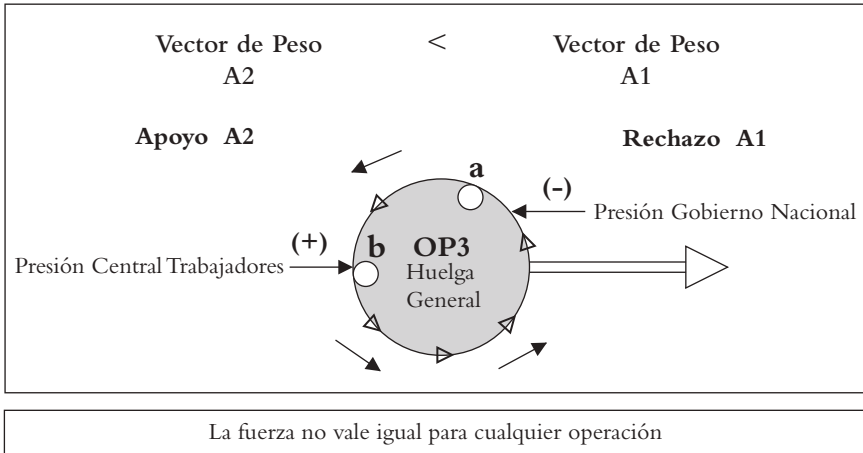 Vector de Peso < Vector de Peso
A2 A1
Apoyo A2 Rechazo A1
a
(-)
Presión Gobierno Nacional
(+)
b OP3
Presión Central Trabajadores
Huelga
General
La fuerza no vale igual para cualquier operación